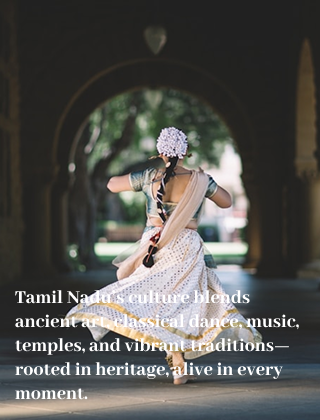 Tamil Nadu's culture blends
ancient art, classical dance, music,
temples, and vibrant traditions—
rooted in heritage, alive in every
moment.